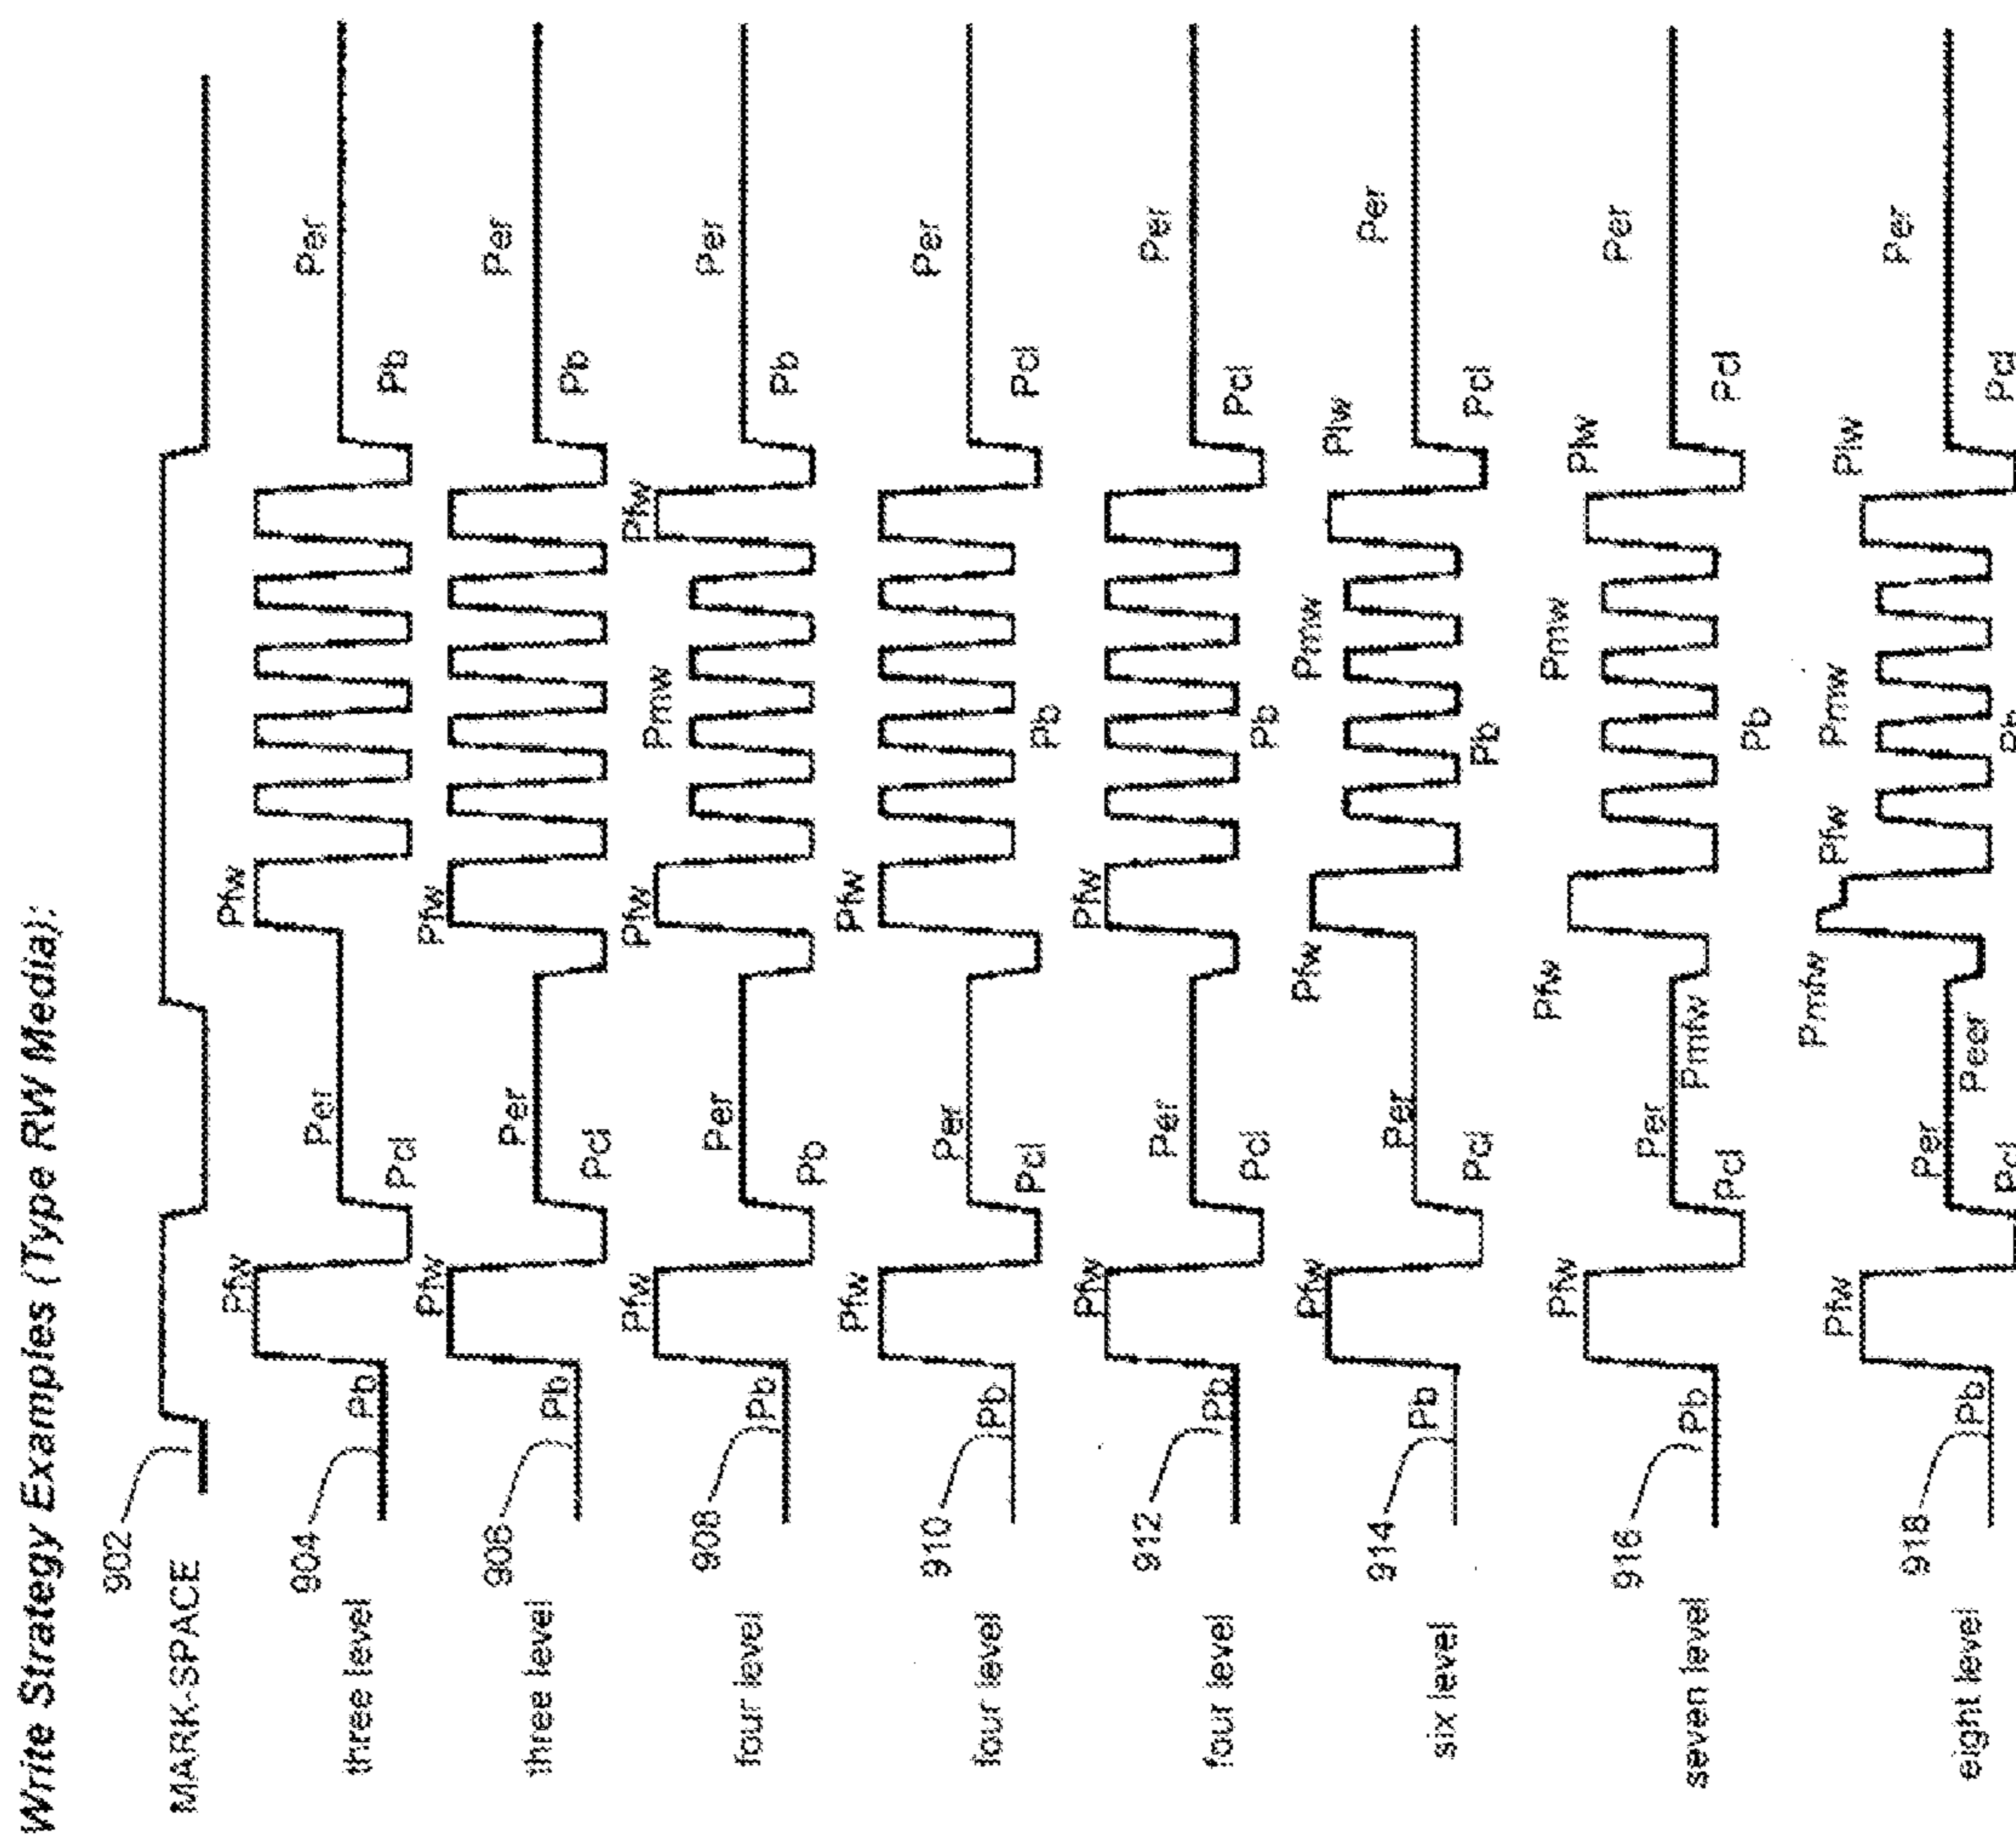 Write Strategy Examples (Type RW Media):
902
MARK-SPACE
904
three level
Pb
Pfw
Pcl
Per
Pfw
Pb
Per
906
three level
Pb
Pfw
Pcl
Per
Pfw
Pb
Per
908
four level
Pb
Pfw
Pb
Per
Pfw
Pmw
Pfw
Pb
Per
910
four level
Pb
Pfw
Pcl
Per
Pfw
Pb
Pcl
Per
912
four level
Pb
Pfw
Pcl
Per
Pfw
Pb
Pcl
Per
914
six level
Pb
Pfw
Pcl
Per
Pfw
Pb
Pmw
Plw
Pcl
Per
916
seven level
Pb
Pfw
Pcl
Per
Pmfw
Pfw
Pb
Pmw
Plw
Pcl
Per
918
eight level
Pb
Pfw
Pcl
Per
Peer
Pmfw
Pfw
Pb
Pmw
Plw
Pcl
Per